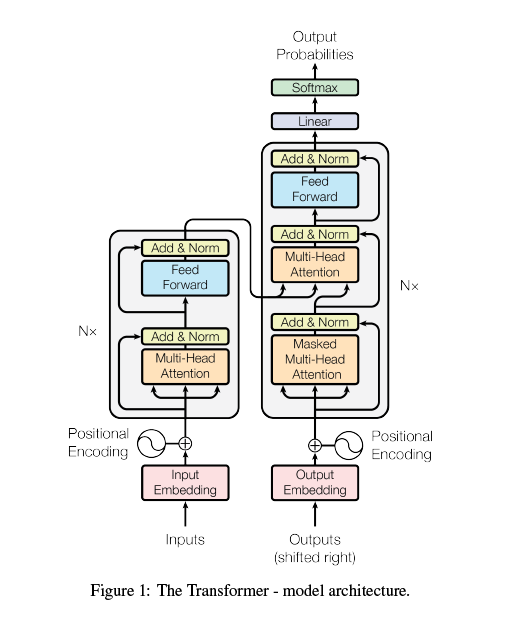 Output
Probabilities
Softmax
Linear
Add & Norm
Feed
Forward
Add & Norm
Multi-Head
Attention
Add & Norm
Masked
Multi-Head
Attention
N×
Add & Norm
Feed
Forward
Add & Norm
Multi-Head
Attention
N×
Positional
Encoding
Positional
Encoding
Input
Embedding
Output
Embedding
Inputs
Outputs
(shifted right)
Figure 1: The Transformer - model architecture.